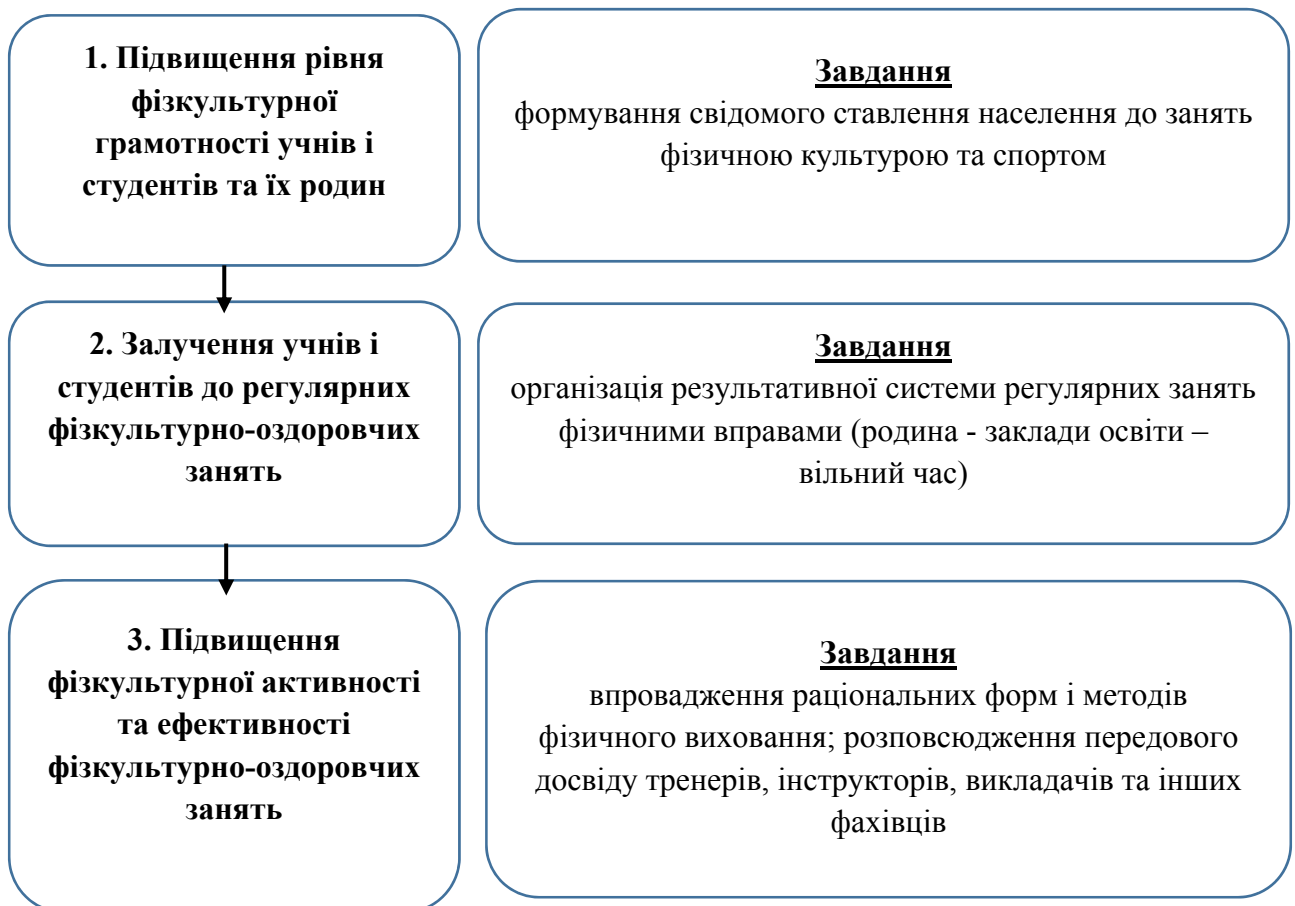 1. Підвищення рівня
фізкультурної
грамотності учнів і
студентів та їх родин
Завдання
формування свідомого ставлення населення до занять
фізичною культурою та спортом
2. Залучення учнів і
студентів до регулярних
фізкультурно-оздоровчих
занять
Завдання
організація результативної системи регулярних занять
фізичними вправами (родина - заклади освіти –
вільний час)
3. Підвищення
фізкультурної активності
та ефективності
фізкультурно-оздоровчих
занять
Завдання
впровадження раціональних форм і методів
фізичного виховання; розповсюдження передового
досвіду тренерів, інструкторів, викладачів та інших
фахівців